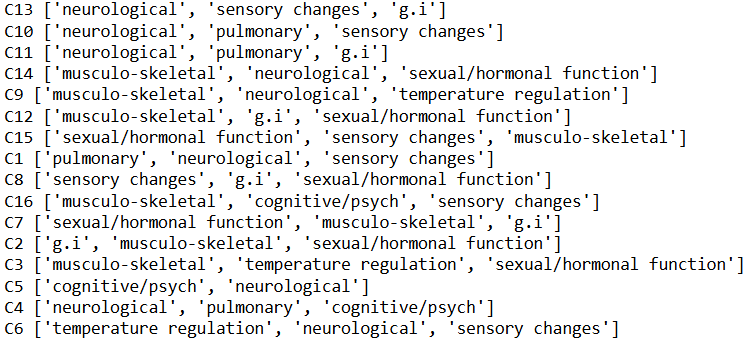 C13 ['neurological', 'sensory changes', 'g.i']
C10 ['neurological', 'pulmonary', 'sensory changes']
C11 ['neurological', 'pulmonary', 'g.i']
C14 ['musculo-skeletal', 'neurological', 'sexual/hormonal function']
C9 ['musculo-skeletal', 'neurological', 'temperature regulation']
C12 ['musculo-skeletal', 'g.i', 'sexual/hormonal function']
C15 ['sexual/hormonal function', 'sensory changes', 'musculo-skeletal']
C1 ['pulmonary', 'neurological', 'sensory changes']
C8 ['sensory changes', 'g.i', 'sexual/hormonal function']
C16 ['musculo-skeletal', 'cognitive/psych', 'sensory changes']
C7 ['sexual/hormonal function', 'musculo-skeletal', 'g.i']
C2 ['g.i', 'musculo-skeletal', 'sexual/hormonal function']
C3 ['musculo-skeletal', 'temperature regulation', 'sexual/hormonal function']
C5 ['cognitive/psych', 'neurological']
C4 ['neurological', 'pulmonary', 'cognitive/psych']
C6 ['temperature regulation', 'neurological', 'sensory changes']